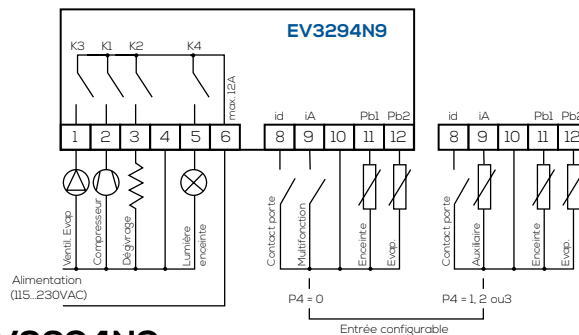 EV3294N9
K3 K1 K2 K4
max. 12A
id iA Pb1 Pb2
id iA Pb1 Pb2
1 2 3 4 5 6
8 9 10 11 12
8 9 10 11 12
Ventil. Evap
Compresseur
Dégivrage
Lumière
enceinte
Contact porte
Multifonction
Enceinte
Evap.
Contact porte
Auxiliaire
Enceinte
Evap.
Alimentation
(115...230VAC)
P4 = 0
P4 = 1, 2 ou3
Entrée configurable